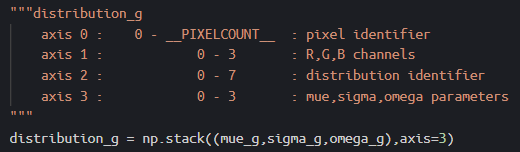 """distribution_g
axis 0 : 0 - __PIXELCOUNT__ : pixel identifier
axis 1 : 0 - 3 : R,G,B channels
axis 2 : 0 - 7 : distribution identifier
axis 3 : 0 - 3 : mue,sigma,omega parameters
"""
distribution_g = np.stack((mue_g,sigma_g,omega_g),axis=3)